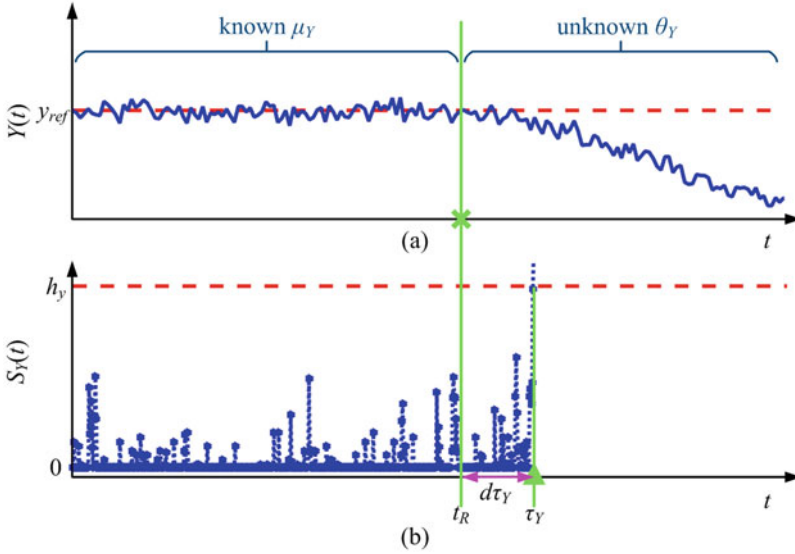 known μY
unknown θY
yref
Y(t)
(a)
t
hy
SY(t)
0
dτY
tR
τY
t
(b)